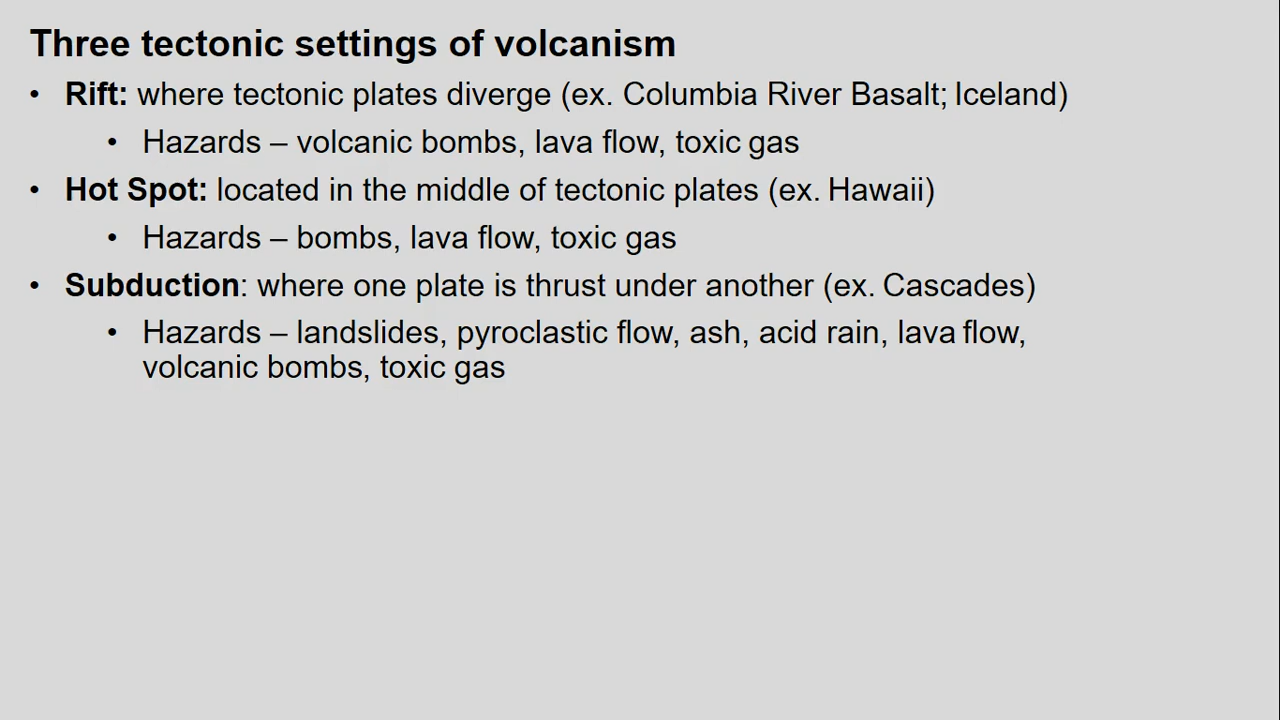 Three tectonic settings of volcanism
• Rift: where tectonic plates diverge (ex. Columbia River Basalt; Iceland)
• Hazards – volcanic bombs, lava flow, toxic gas
• Hot Spot: located in the middle of tectonic plates (ex. Hawaii)
• Hazards – bombs, lava flow, toxic gas
• Subduction: where one plate is thrust under another (ex. Cascades)
• Hazards – landslides, pyroclastic flow, ash, acid rain, lava flow,
volcanic bombs, toxic gas